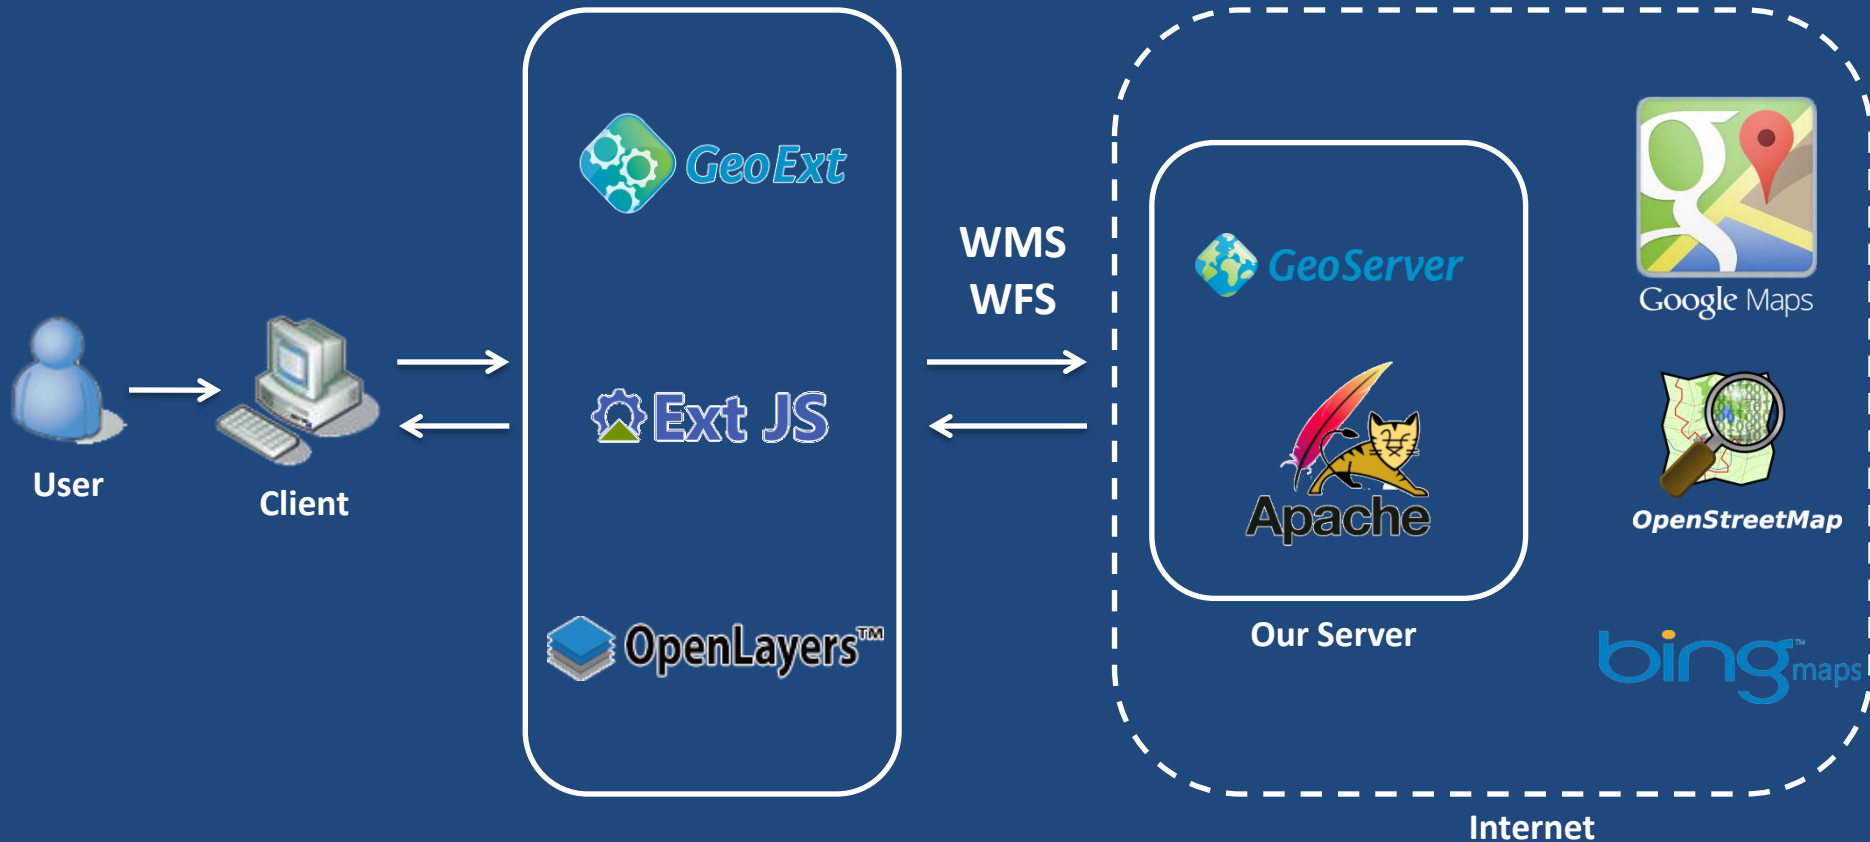 User
Client
GeoExt
Ext JS
OpenLayers™
WMS
WFS
GeoServer
Apache
Our Server
Google Maps
OpenStreetMap
bing™ maps
Internet